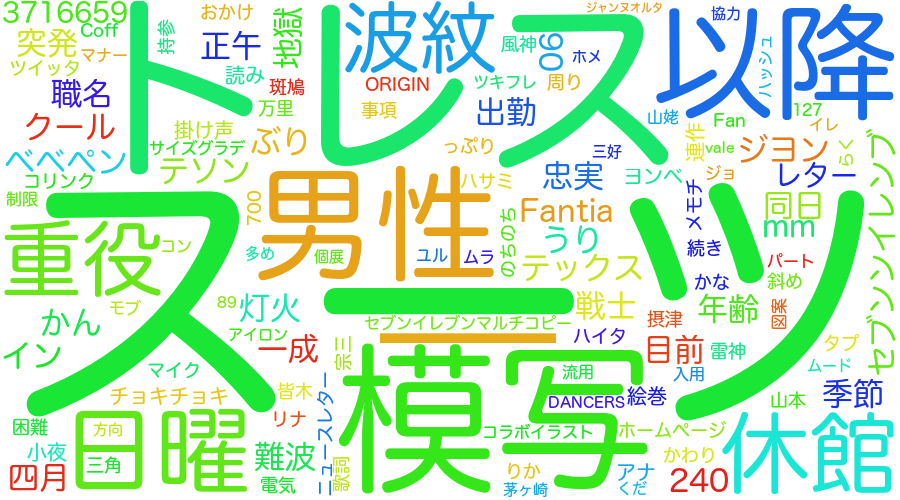 3716659
Coff
突発
マナー
ツイッタ
職名
クール
ベベペン
コリンク
制限
トレス
持参
おかけ
正午
地獄
読み
斑鳩
万里
掛け声
ぶり
サイズグラデ
テソン
700
波紋
ORIGIN
事項
っぷり
ハサミ
風神
06
ジャンヌオルタ
ホメ
ツキフレ
周り
出勤
三好
忠実
ヨンベ
以降
協力
ハッシュ
山姥
Fan
127
イレ
連作
vale
ジョ
ジヨン
らく
レター
メモチ
同日
mm
セブンンイレンブ
男性
Fantia
うり
のちのち
テックス
続き
パート
かな
斜め
スーツ
重役
コン
多め
個展
ユル
ムラ
モブ
89
灯火
アイロン
セブンイレブンマルチコピー
戦士
ハイタ
摂津
年齢
図案
かん
イン
一成
宗三
目前
雷神
タプ
マイク
入用
ムード
模写
流用
DANCERS
絵巻
山本
季節
チョキチョキ
皆木
困難
日曜
方向
三角
リナ
ニュースレター
歌詞
コラボイラスト
ホームページ
かわり
小夜
四月
難波
電気
りか
茅ヶ崎
アナ
くだ
240
休館